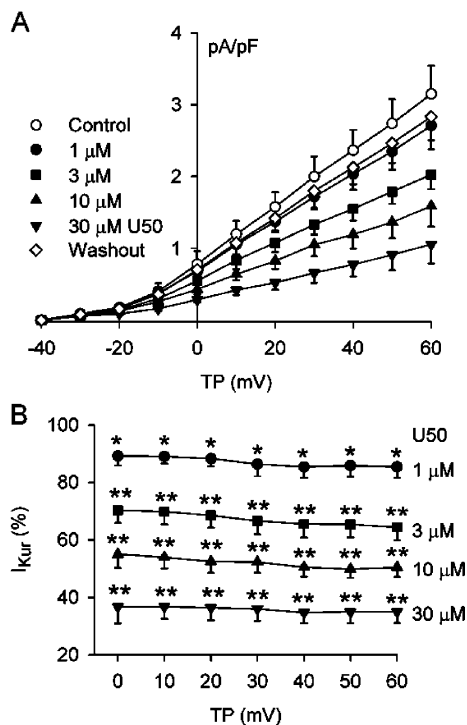 A
pA/pF
4
3
2
1
Control
1 µM
3 µM
10 µM
30 µM U50
Washout
-40 -20 0 20 40 60
TP (mV)
B
100
80
60
40
20
I_Kur (%)
U50
* * * * * * *
1 µM
** ** ** ** ** ** **
3 µM
** ** ** ** ** ** **
10 µM
** ** ** ** ** ** **
30 µM
0 10 20 30 40 50 60
TP (mV)